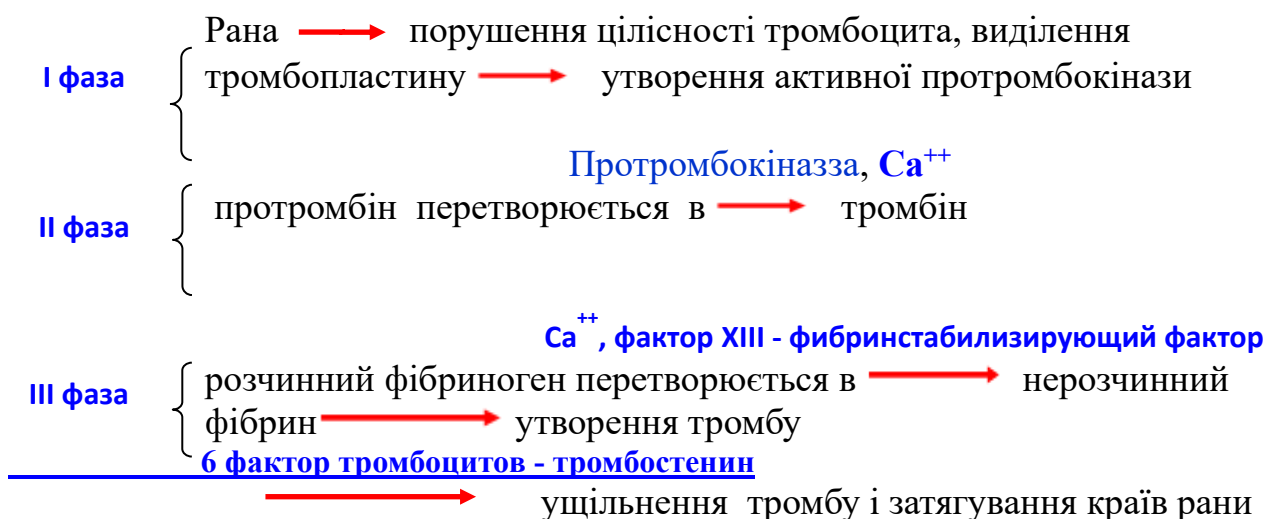 Рана порушення цілісності тромбоцита, виділення
І фаза тромбопластину утворення активної протромбокінази
Протромбокіназза, Ca⁺⁺
ІІ фаза протромбін перетворюється в тромбін
Ca⁺⁺, фактор XIII - фибринстабилизирующий фактор
ІІІ фаза розчинний фібриноген перетворюється в нерозчинний
фібрин утворення тромбу
6 фактор тромбоцитов - тромбостенин
ущільнення тромбу і затягування країв рани